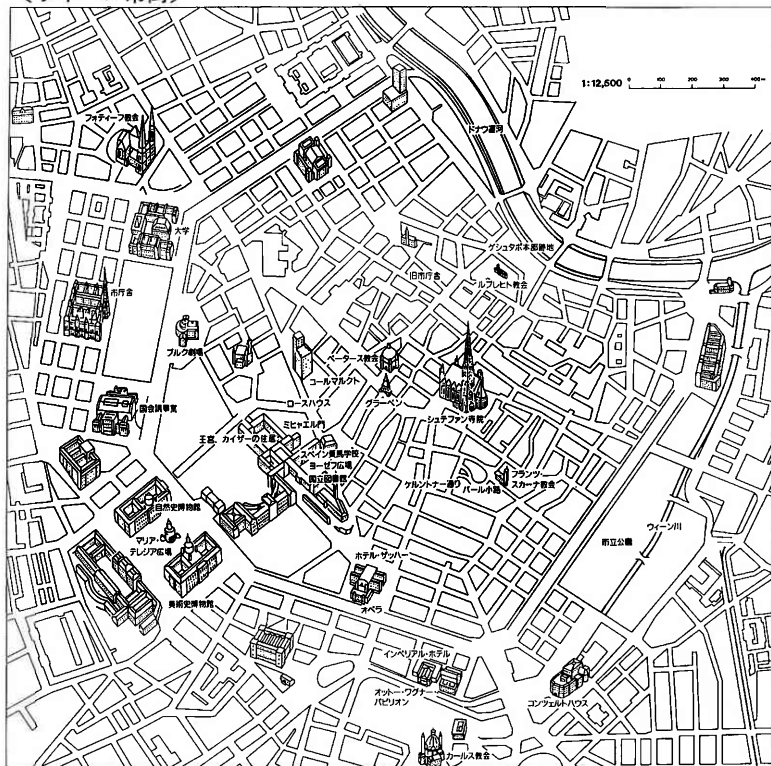 1:12,500
0 100 200 300 400m
フォティーフ教会
ドナウ運河
大学
ゲシュタポ本部跡地
旧市庁舎
ルプレヒト教会
市庁舎
ブルク劇場
ペータース教会
コールマルクト
ロースハウス
グラーベン
シュテファン寺院
国会議事堂
ミヒャエル門
王宮、カイザーの住居
スペイン乗馬学校
ヨーゼフ広場
国立図書館
フランツ
スカーナ教会
ケルントナー通り
バール小路
自然史博物館
マリア・
テレジア広場
美術史博物館
市立公園
ウィーン川
ホテル・ザッハー
オペラ
インペリアル・ホテル
オットー・ワグナー・
パビリオン
コンツェルトハウス
カールス教会